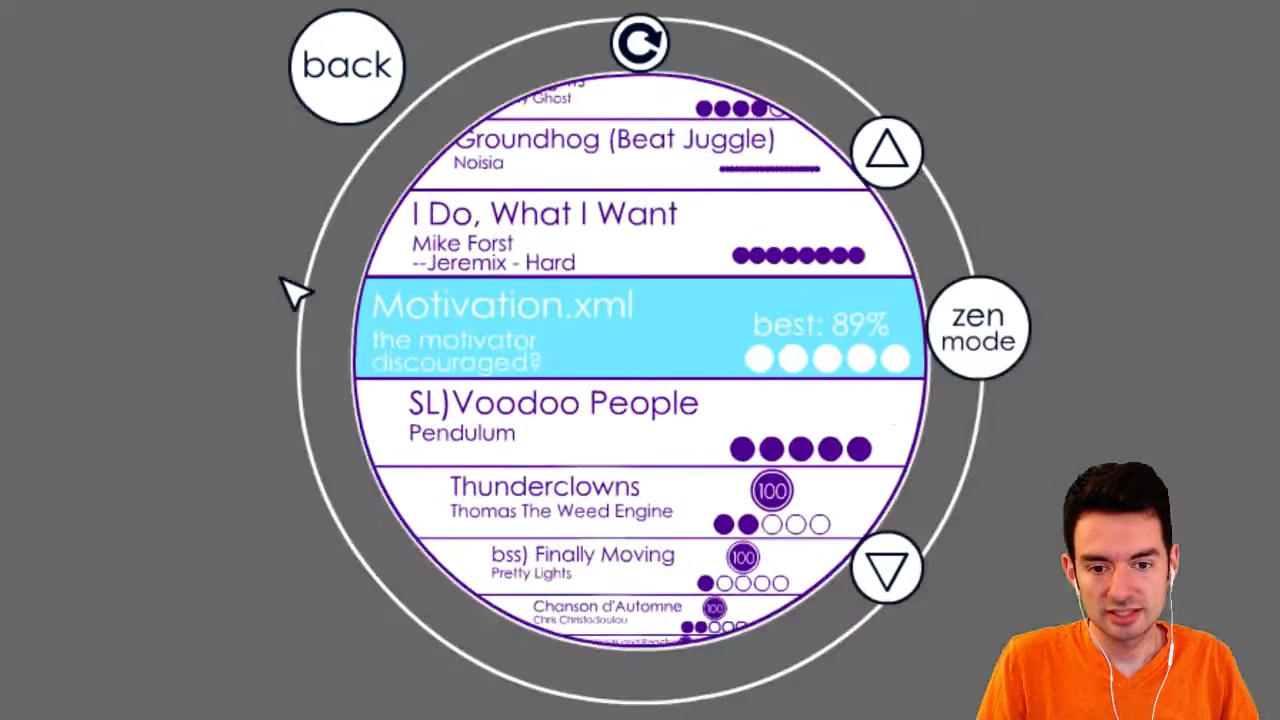 back
Ghost
Groundhog (Beat Juggle)
Noisia
I Do, What I Want
Mike Forst
--Jeremix - Hard
Motivation.xml
best: 89%
the motivator
discouraged?
zen
mode
SL)Voodoo People
Pendulum
Thunderclowns
100
Thomas The Weed Engine
bss) Finally Moving
100
Pretty Lights
Chanson d'Automne
100
Chris Christodoulou